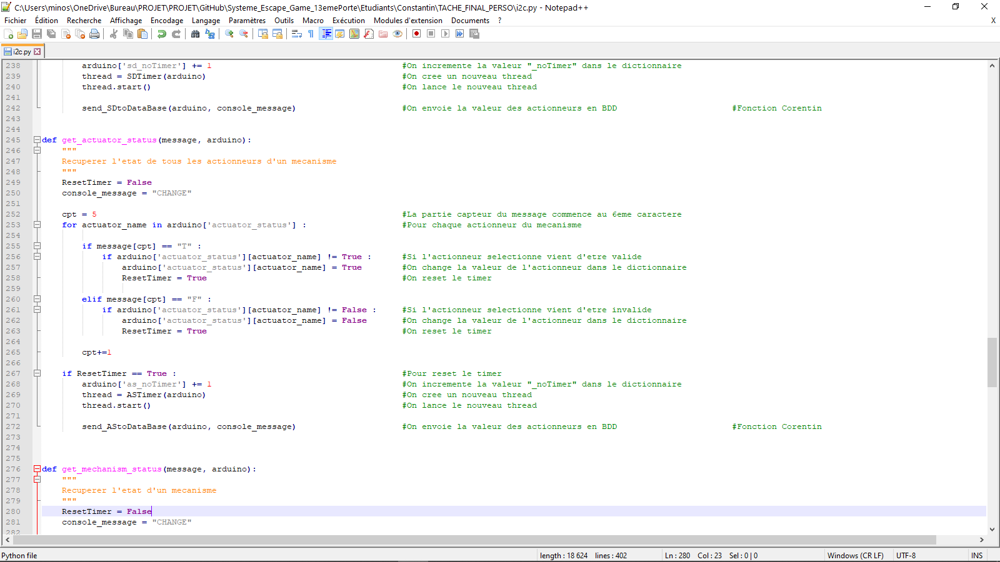 C:\Users\minos\OneDrive\Bureau\PROJET\PROJET\GitHub\Systeme_Escape_Game_13emePorte\Etudiants\Constantin\TACHE_FINAL_PERSO\i2c.py - Notepad++
Fichier Édition Recherche Affichage Encodage Langage Paramètres Outils Macro Exécution Modules d'extension Documents ? X
i2c.py
238 arduino['sd_noTimer'] += 1 #On incremente la valeur "_noTimer" dans le dictionnaire
239 thread = SDTimer(arduino) #On cree un nouveau thread
240 thread.start() #On lance le nouveau thread
241
242 send_SDtoDataBase(arduino, console_message) #On envoie la valeur des actionneurs en BDD #Fonction Corentin
243
244
245 def get_actuator_status(message, arduino):
246 """
247 Recuperer l'etat de tous les actionneurs d'un mecanisme
248 """
249 ResetTimer = False
250 console_message = "CHANGE"
251
252 cpt = 5 #La partie capteur du message commence au 6eme caractere
253 for actuator_name in arduino['actuator_status'] : #Pour chaque actionneur du mecanisme
254
255 if message[cpt] == "T" :
256 if arduino['actuator_status'][actuator_name] != True : #Si l'actionneur selectionne vient d'etre valide
257 arduino['actuator_status'][actuator_name] = True #On change la valeur de l'actionneur dans le dictionnaire
258 ResetTimer = True #On reset le timer
259
260 elif message[cpt] == "F" :
261 if arduino['actuator_status'][actuator_name] != False : #Si l'actionneur selectionne vient d'etre invalide
262 arduino['actuator_status'][actuator_name] = False #On change la valeur de l'actionneur dans le dictionnaire
263 ResetTimer = True #On reset le timer
264
265 cpt+=1
266
267 if ResetTimer == True : #Pour reset le timer
268 arduino['as_noTimer'] += 1 #On incremente la valeur "_noTimer" dans le dictionnaire
269 thread = ASTimer(arduino) #On cree un nouveau thread
270 thread.start() #On lance le nouveau thread
271
272 send_AStoDataBase(arduino, console_message) #On envoie la valeur des actionneurs en BDD #Fonction Corentin
273
274
275
276 def get_mechanism_status(message, arduino):
277 """
278 Recuperer l'etat d'un mecanisme
279 """
280 ResetTimer = False
281 console_message = "CHANGE"
282
Python file length : 18 624 lines : 402 Ln : 280 Col : 23 Sel : 0 | 0 Windows (CR LF) UTF-8 INS